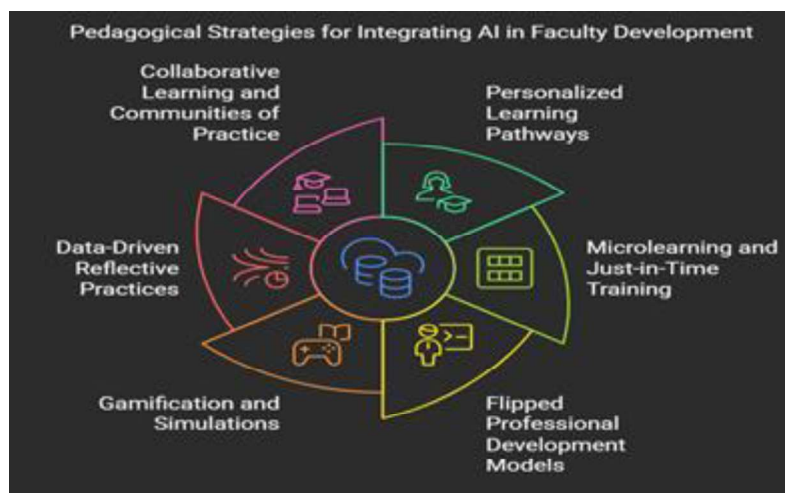 Pedagogical Strategies for Integrating AI in Faculty Development
Collaborative
Learning and
Communities of
Practice
Personalized
Learning
Pathways
Data-Driven
Reflective
Practices
Microlearning and
Just-in-Time
Training
Gamification and
Simulations
Flipped
Professional
Development
Models